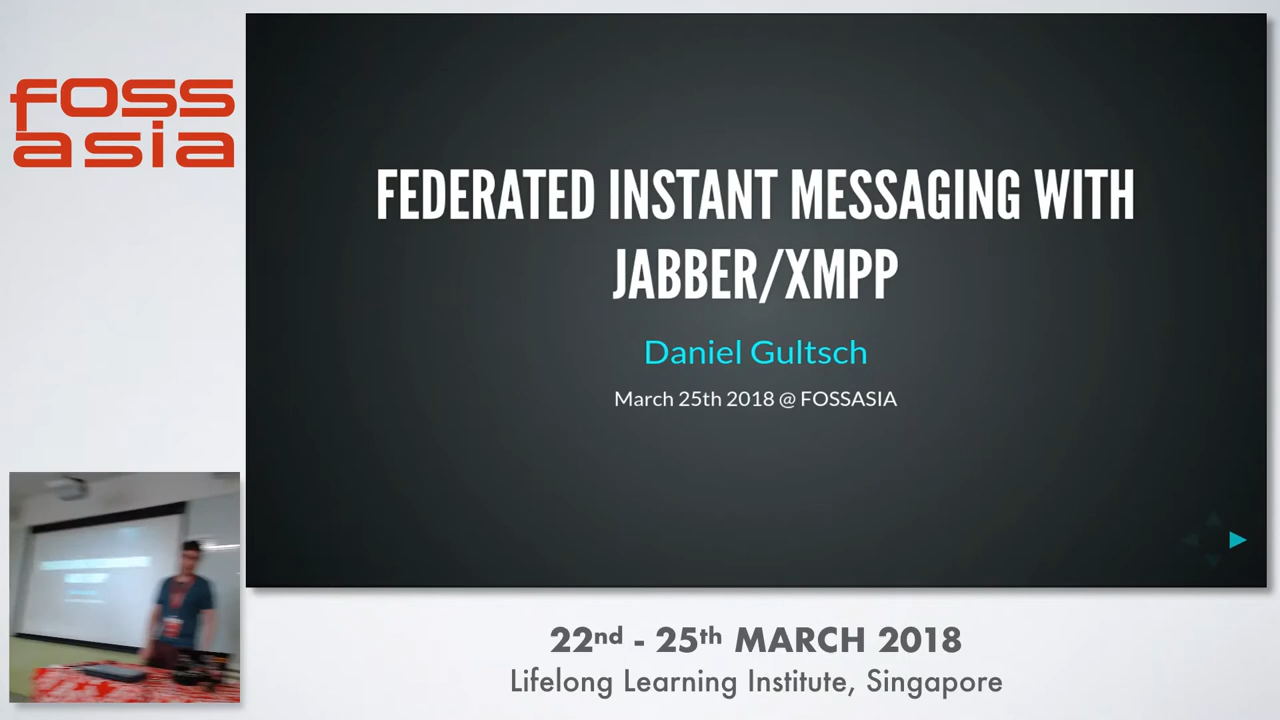 foss
asia
FEDERATED INSTANT MESSAGING WITH
JABBER/XMPP
Daniel Gultsch
March 25th 2018 @ FOSSASIA
22nd - 25th MARCH 2018
Lifelong Learning Institute, Singapore